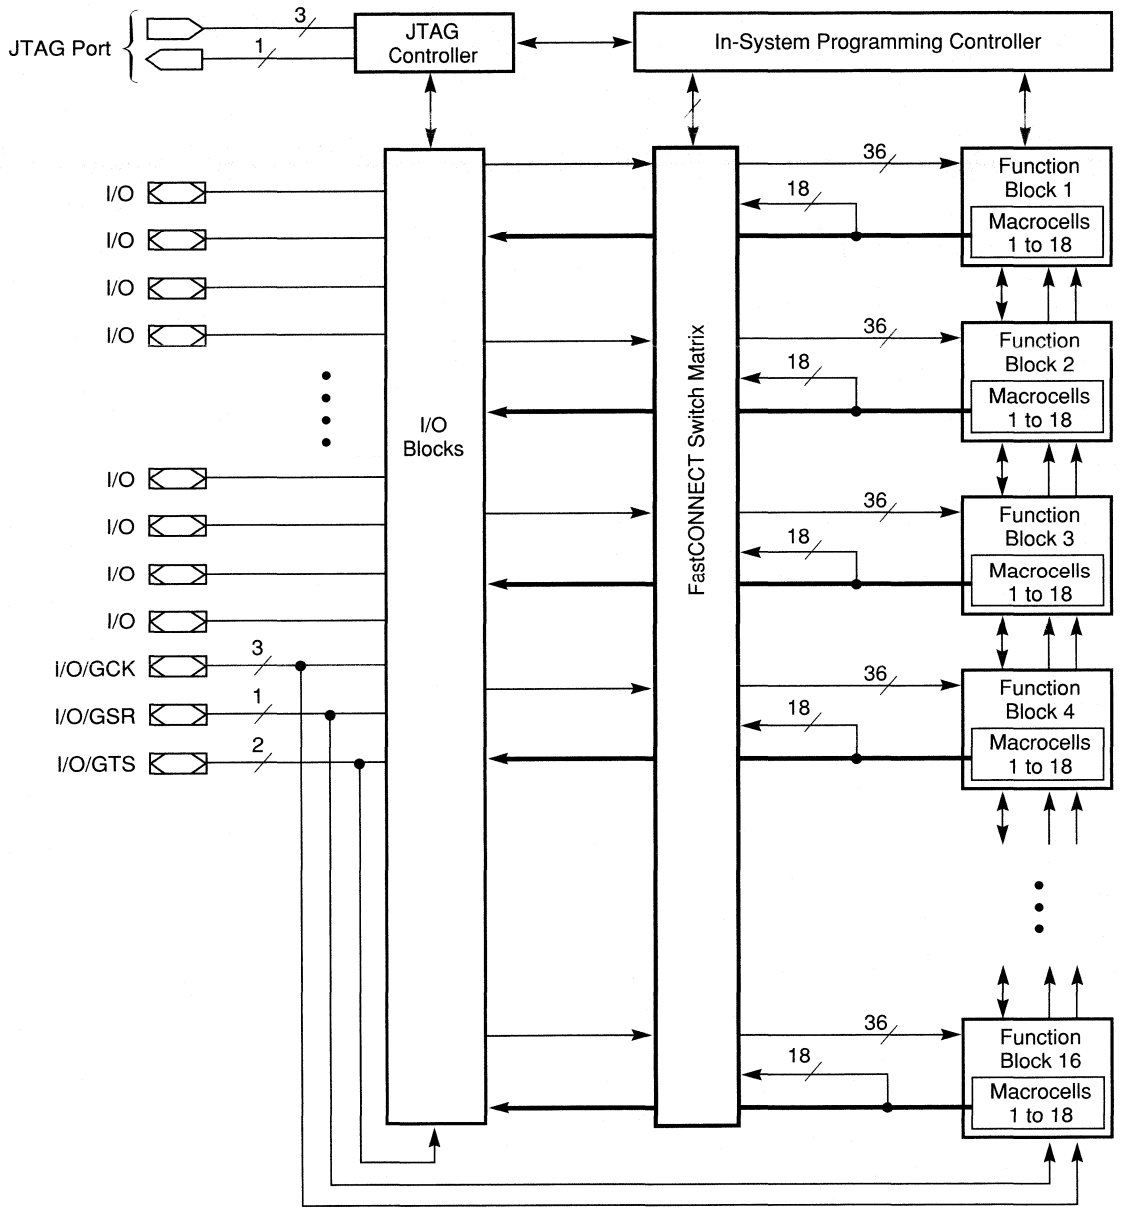 JTAG Port
3
1
JTAG
Controller
In-System Programming Controller
36
18
Function
Block 1
Macrocells
1 to 18
I/O
I/O
I/O
I/O
36
18
Function
Block 2
Macrocells
1 to 18
I/O
Blocks
FastCONNECT Switch Matrix
I/O
I/O
I/O
I/O
36
18
Function
Block 3
Macrocells
1 to 18
I/O/GCK
3
I/O/GSR
1
I/O/GTS
2
36
18
Function
Block 4
Macrocells
1 to 18
36
18
Function
Block 16
Macrocells
1 to 18